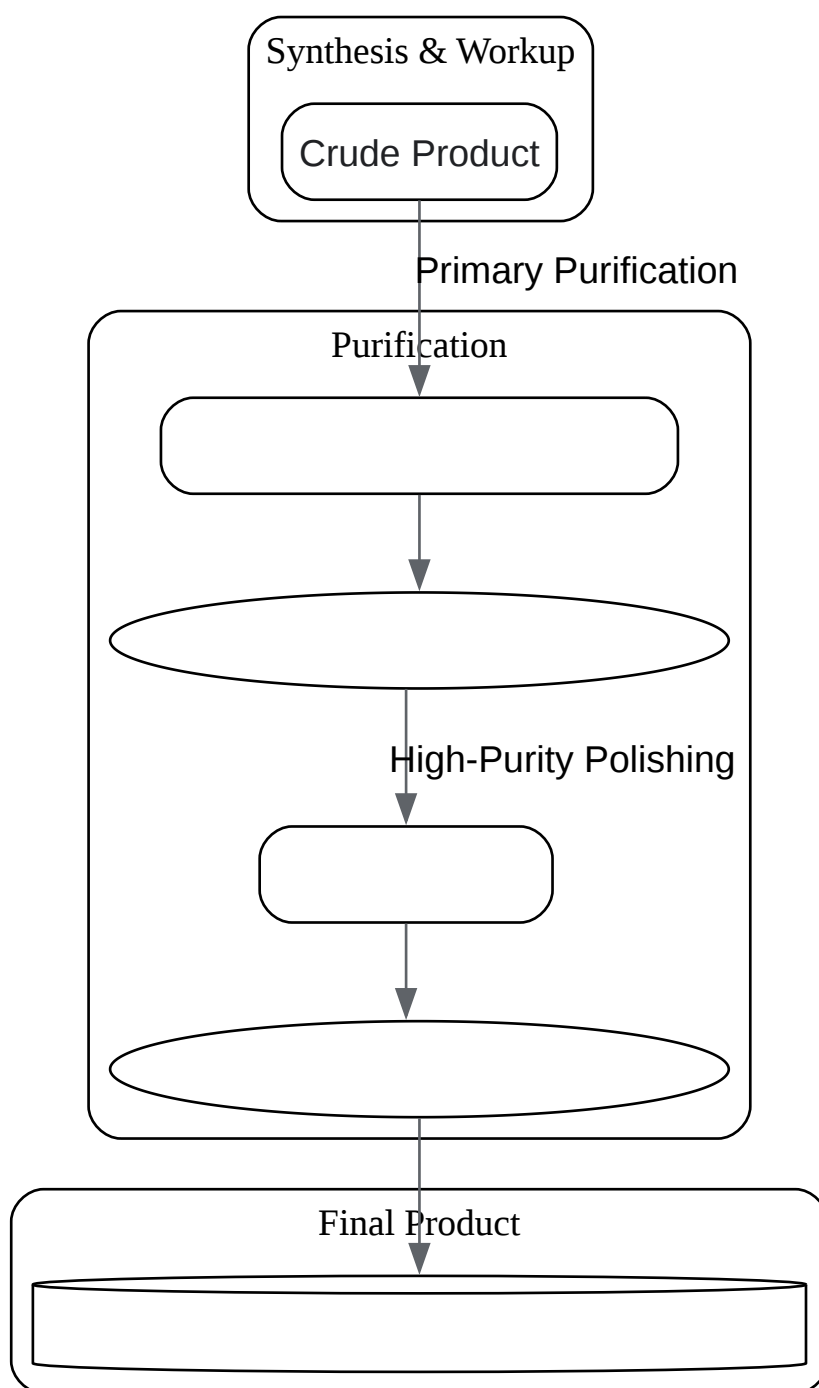 Synthesis & Workup
Crude Product
Primary Purification
Purification
High-Purity Polishing
Final Product